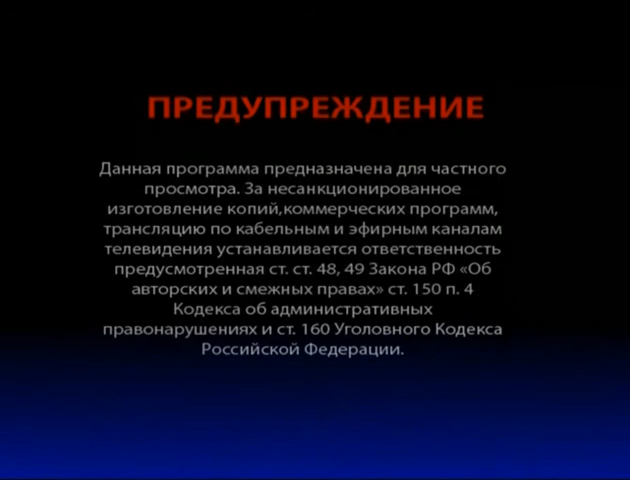 ПРЕДУПРЕЖДЕНИЕ
Данная программа предназначена для частного
просмотра. За несанкционированное
изготовление копий,коммерческих программ,
трансляцию по кабельным и эфирным каналам
телевидения устанавливается ответственность
предусмотренная ст. ст. 48, 49 Закона РФ «Об
авторских и смежных правах» ст. 150 п. 4
Кодекса об административных
правонарушениях и ст. 160 Уголовного Кодекса
Российской Федерации.